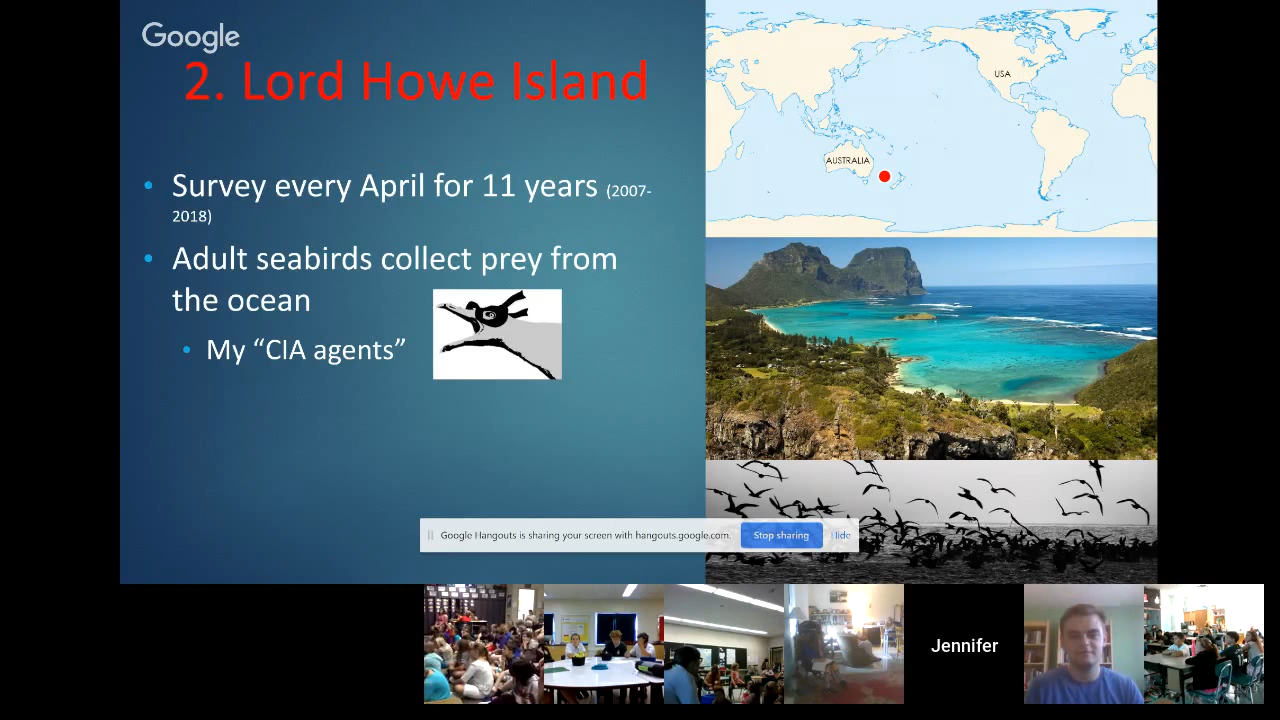 Google
2. Lord Howe Island
• Survey every April for 11 years (2007-
2018)
• Adult seabirds collect prey from
the ocean
• My “CIA agents”
USA
AUSTRALIA
Google Hangouts is sharing your screen with hangouts.google.com.
Stop sharing
Hide
Jennifer